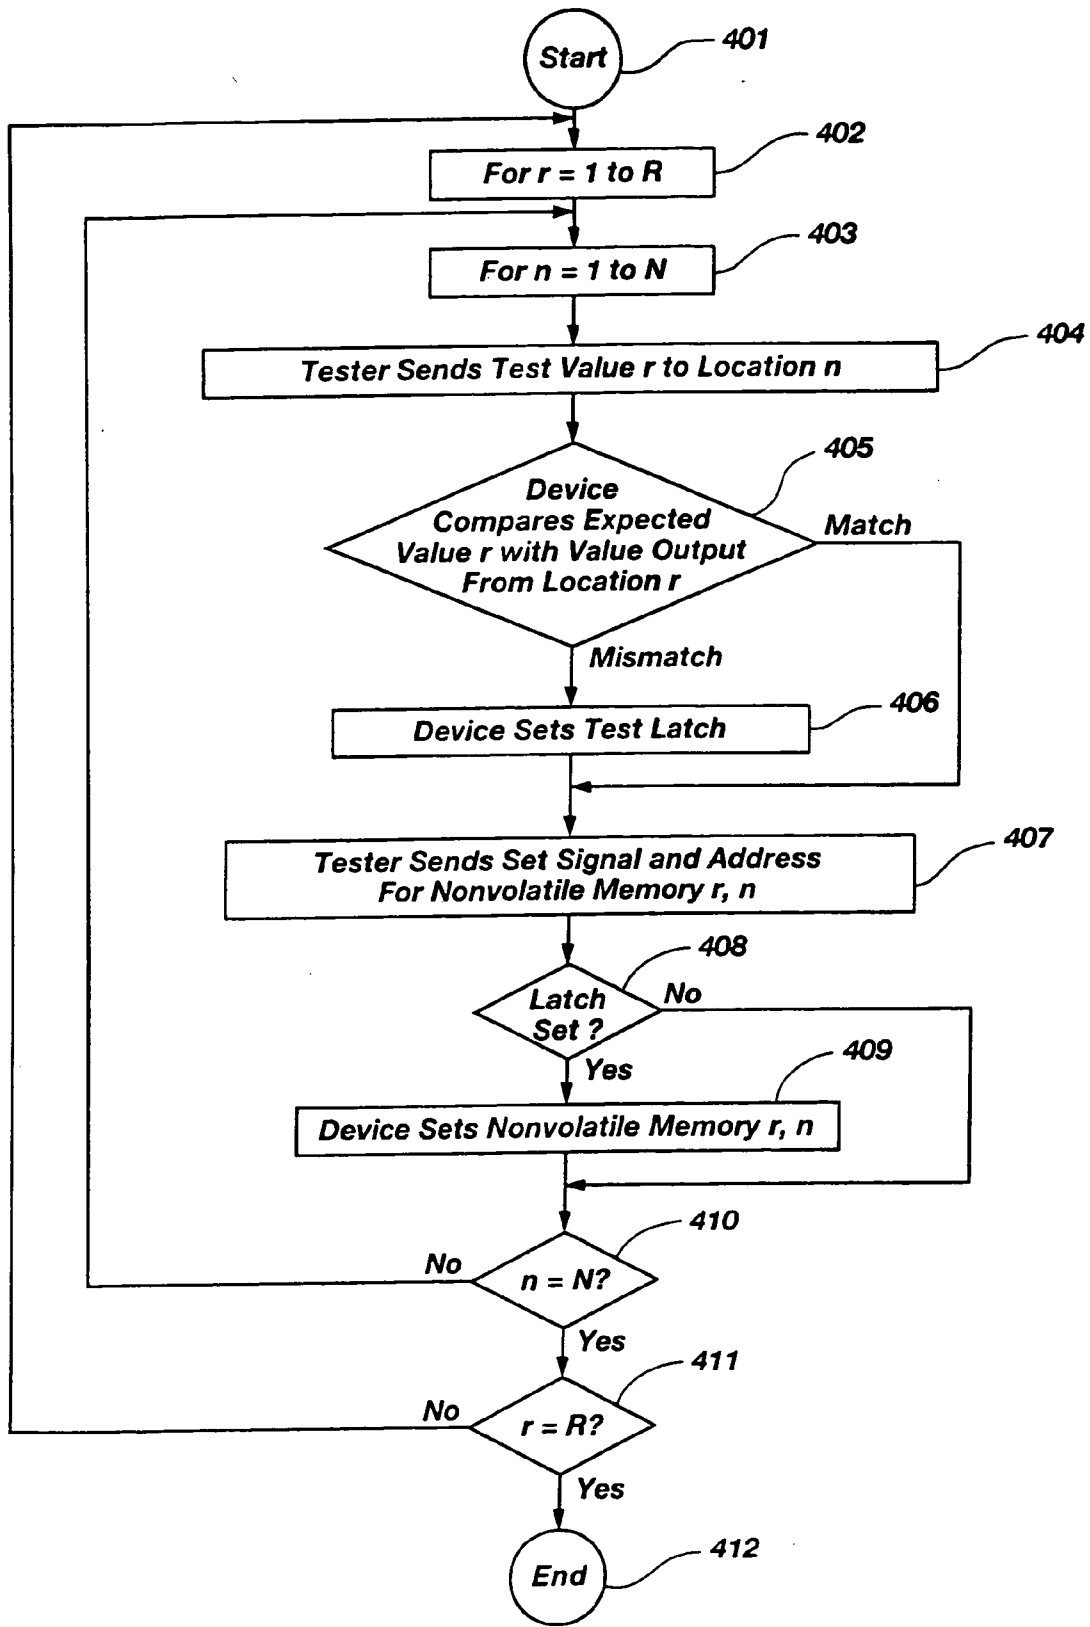 Start
401
402
For r = 1 to R
403
For n = 1 to N
404
Tester Sends Test Value r to Location n
405
Device
Compares Expected
Value r with Value Output
From Location r
Match
Mismatch
406
Device Sets Test Latch
407
Tester Sends Set Signal and Address
For Nonvolatile Memory r, n
408
Latch
Set ?
No
Yes
409
Device Sets Nonvolatile Memory r, n
410
No
n = N?
Yes
411
No
r = R?
Yes
End
412